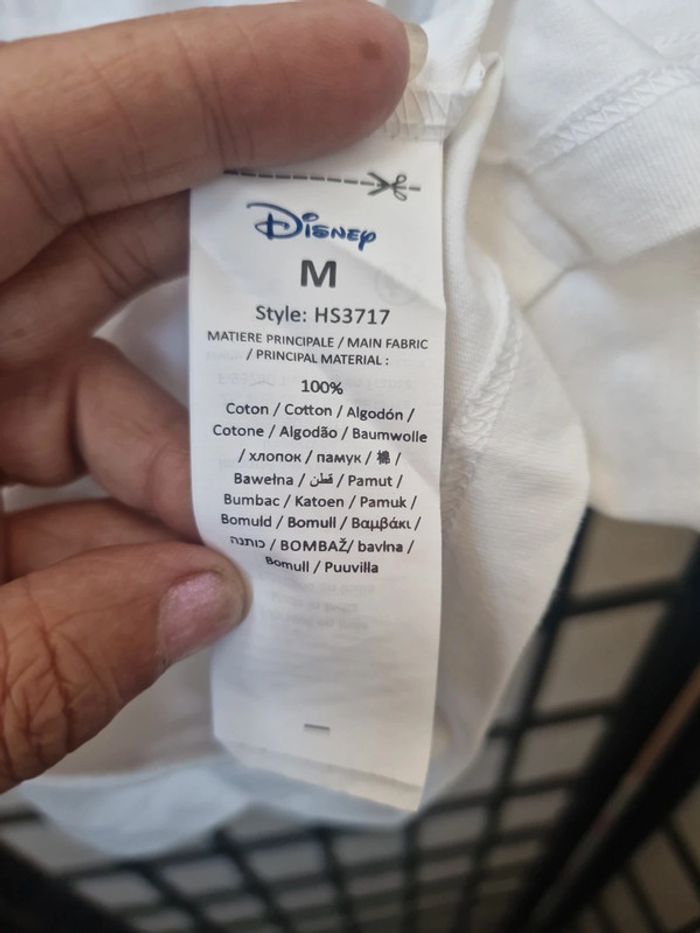 Disney
M
Style: HS3717
MATIERE PRINCIPALE / MAIN FABRIC
/ PRINCIPAL MATERIAL :
100%
Coton / Cotton / Algodón /
Cotone / Algodão / Baumwolle
/ хлопок / памук / 棉 /
Bawełna / قطن / Pamut /
Bumbac / Katoen / Pamuk /
Bomuld / Bomull / Βαμβάκι /
כותנה / BOMBAŽ/ bavlna /
Bomull / Puuvilla